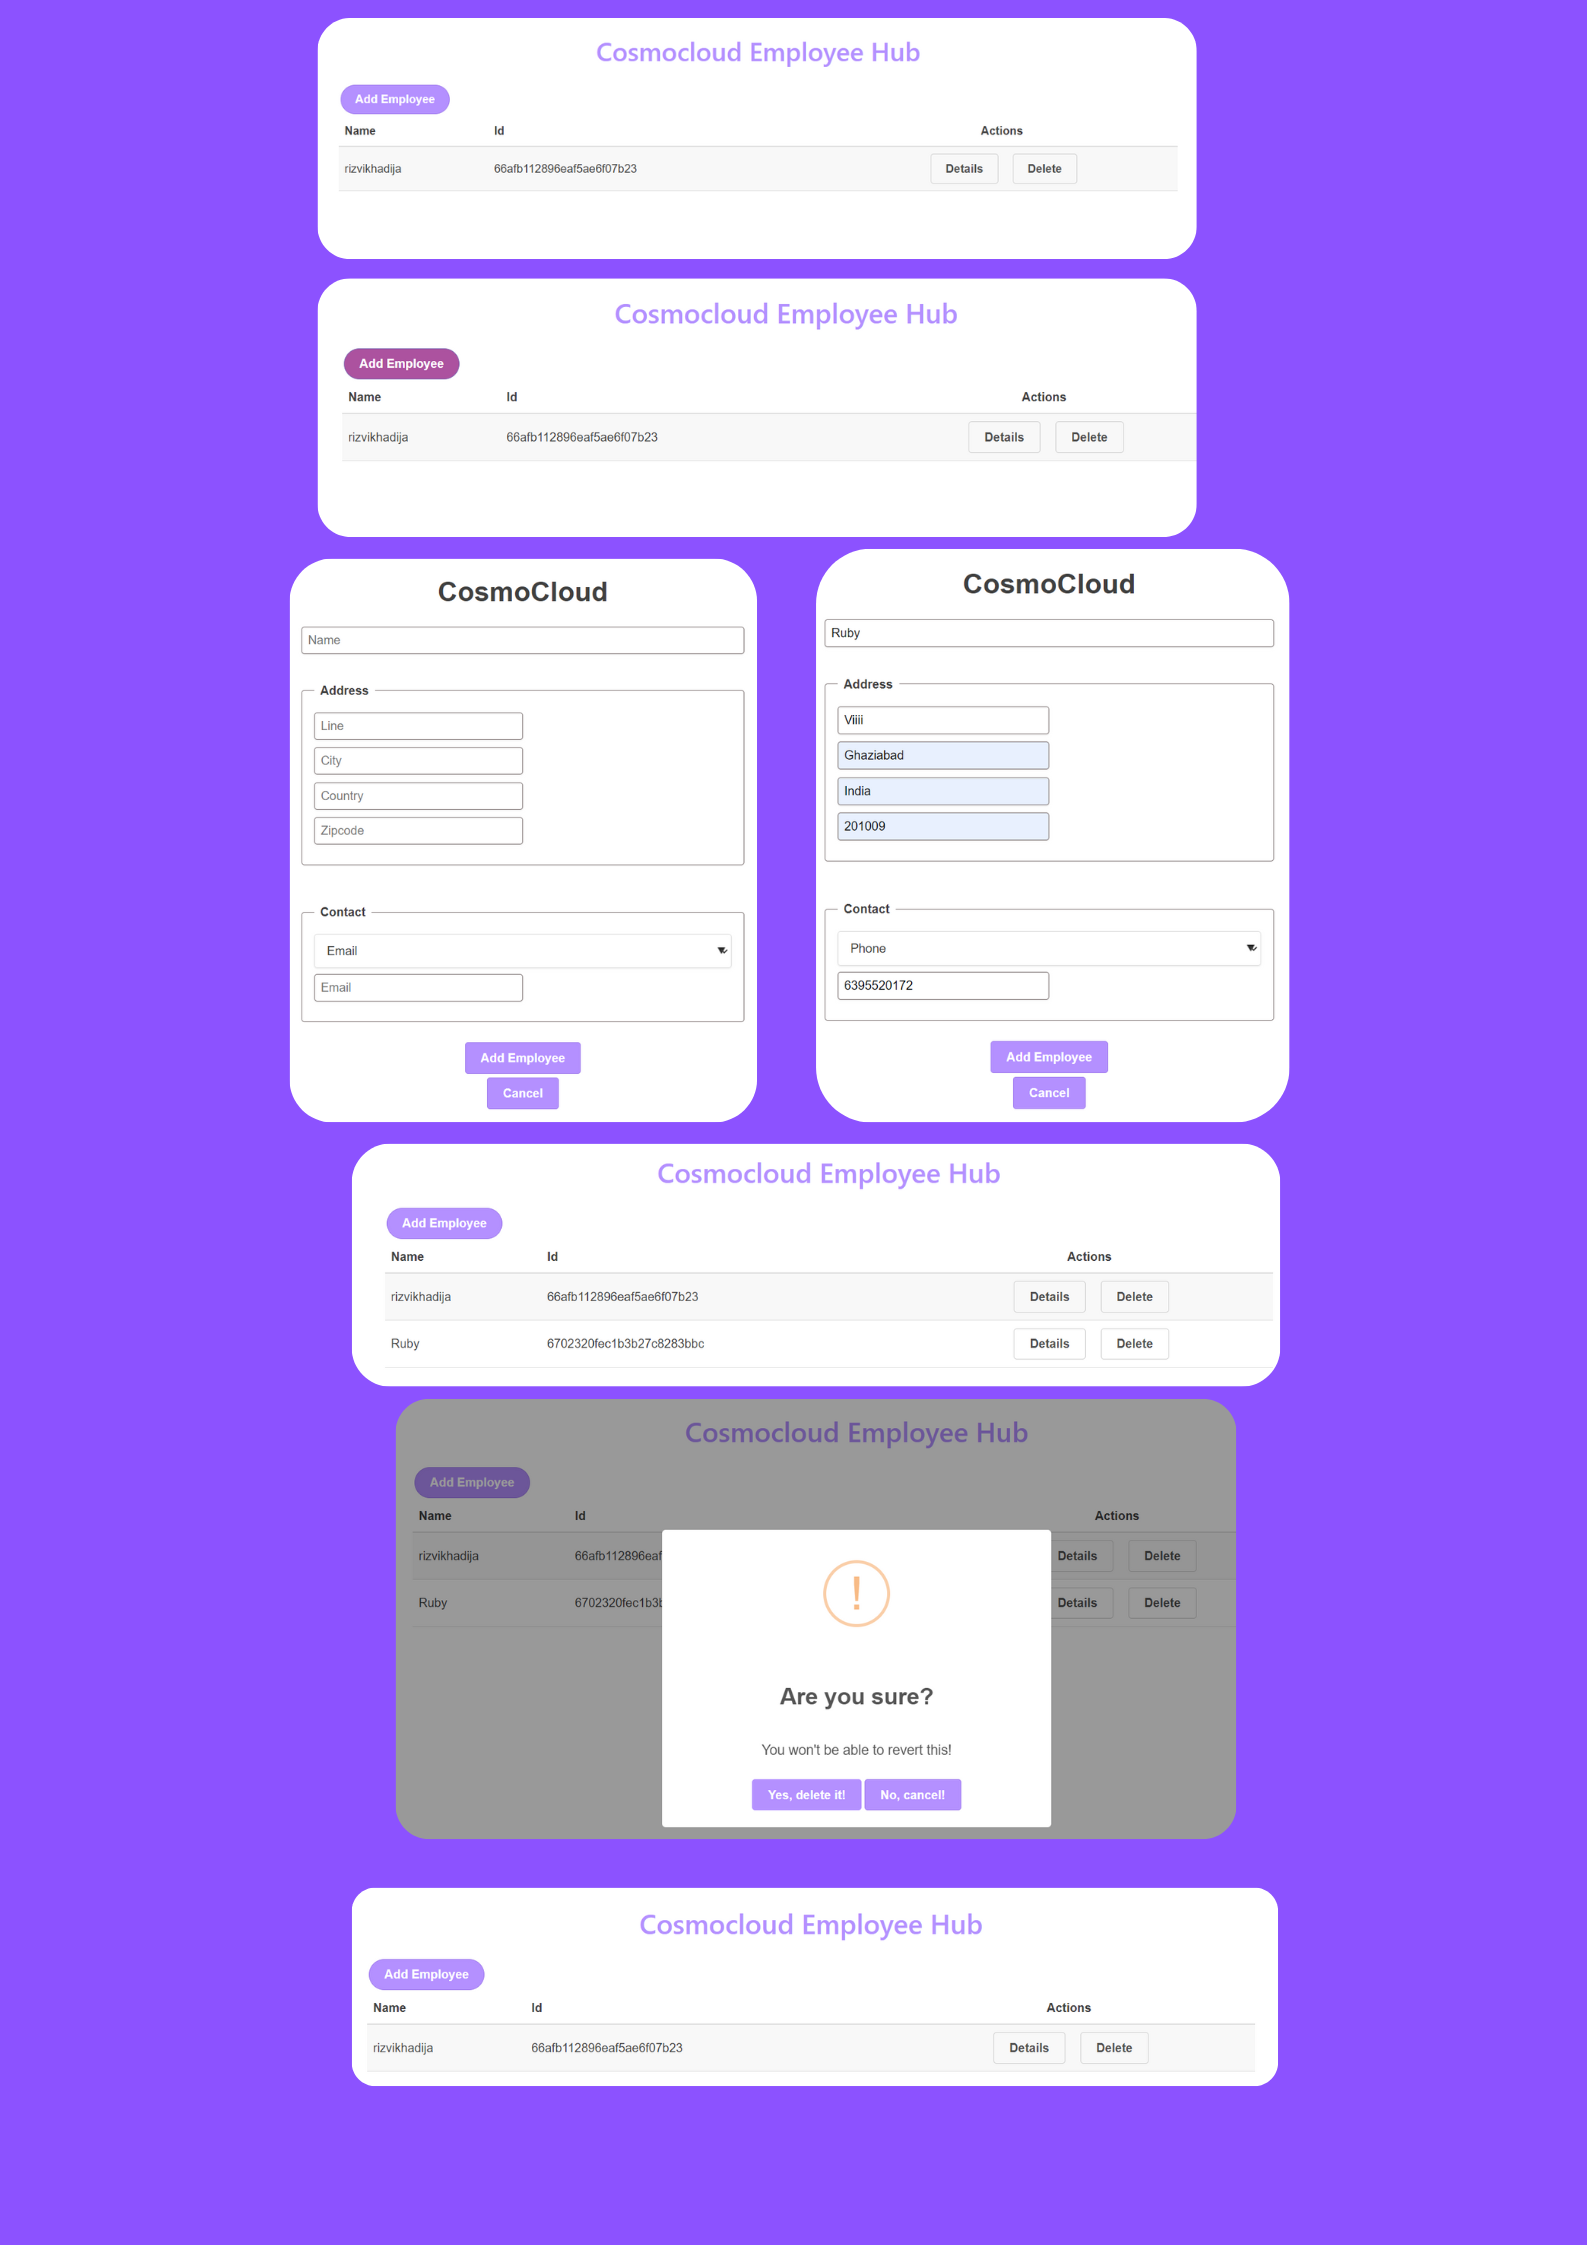 Cosmocloud Employee Hub
Add Employee
Name Id Actions
rizvikhadija 66afb112896eaf5ae6f07b23 Details Delete
Cosmocloud Employee Hub
Add Employee
Name Id Actions
rizvikhadija 66afb112896eaf5ae6f07b23 Details Delete
CosmoCloud
Name
Address
Line
City
Country
Zipcode
Contact
Email
Email
Add Employee
Cancel
CosmoCloud
Ruby
Address
Viiii
Ghaziabad
India
201009
Contact
Phone
6395520172
Add Employee
Cancel
Cosmocloud Employee Hub
Add Employee
Name Id Actions
rizvikhadija 66afb112896eaf5ae6f07b23 Details Delete
Ruby 6702320fec1b3b27c8283bbc Details Delete
Cosmocloud Employee Hub
Add Employee
Name Id Actions
rizvikhadija 66afb112896eaf Details Delete
Ruby 6702320fec1b3b Details Delete
!
Are you sure?
You won't be able to revert this!
Yes, delete it! No, cancel!
Cosmocloud Employee Hub
Add Employee
Name Id Actions
rizvikhadija 66afb112896eaf5ae6f07b23 Details Delete